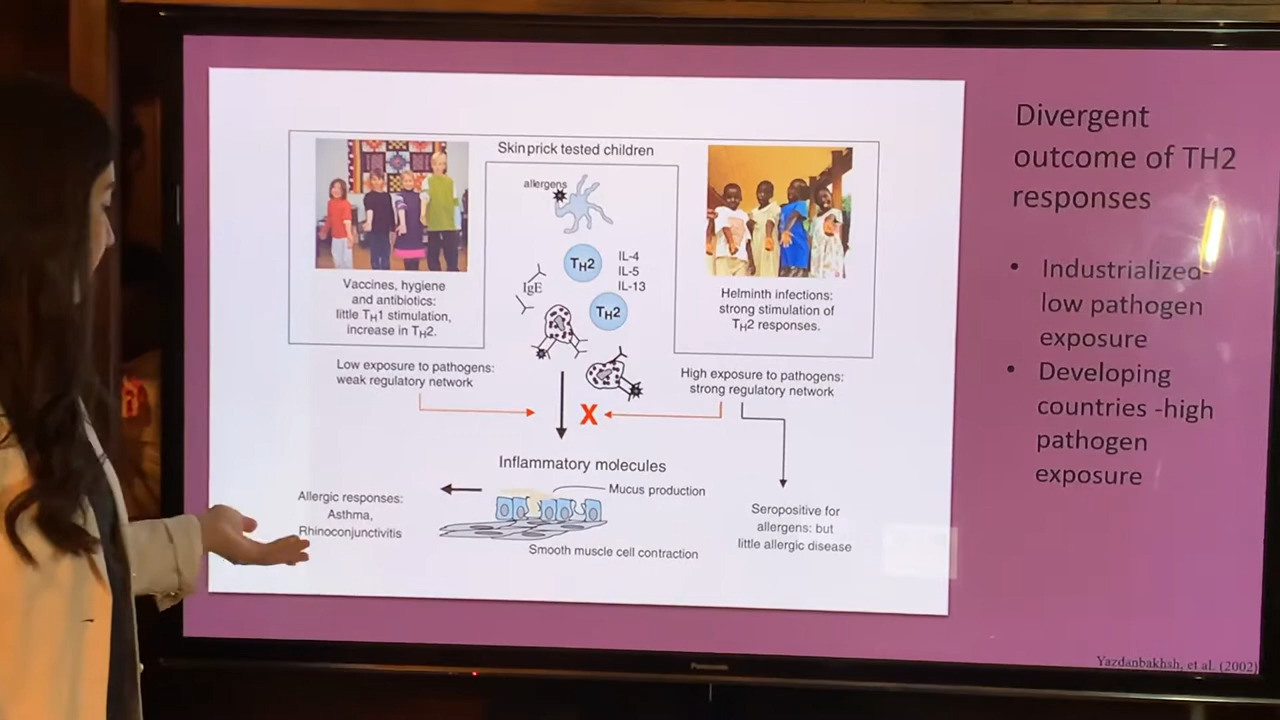 Skin prick tested children
allergens
TH2
IL-4
IL-5
IL-13
IgE
TH2
Vaccines, hygiene
and antibiotics:
little TH1 stimulation,
increase in TH2.
Helminth infections:
strong stimulation of
TH2 responses.
Low exposure to pathogens:
weak regulatory network
High exposure to pathogens:
strong regulatory network
X
Inflammatory molecules
Mucus production
Smooth muscle cell contraction
Allergic responses:
Asthma,
Rhinoconjunctivitis
Seropositive for
allergens: but
little allergic disease
Divergent
outcome of TH2
responses
• Industrialized-
low pathogen
exposure
• Developing
countries -high
pathogen
exposure
Yazdanbakhsh, et al. (2002)
Panasonic